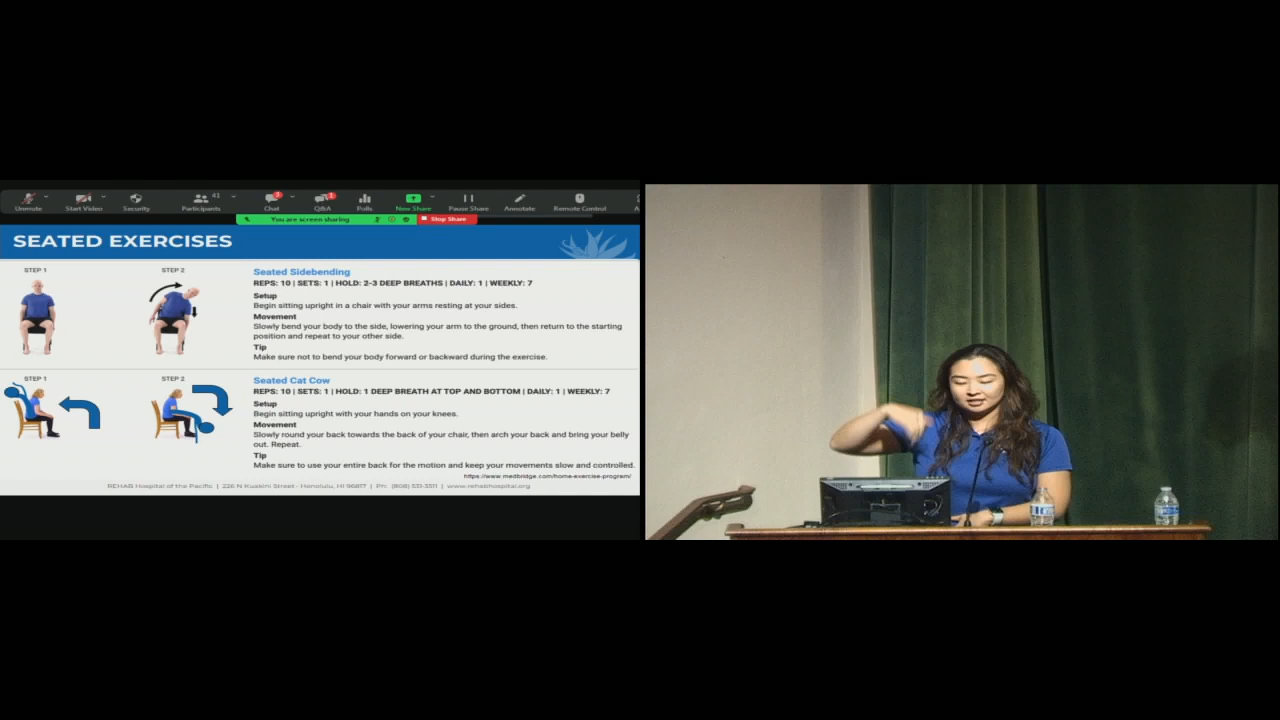 Unmute
Start Video
Security
Participants
41
Chat
Q&A
Polls
New Share
Pause Share
Annotate
Remote Control
You are screen sharing
Stop Share
SEATED EXERCISES
STEP 1
STEP 2
Seated Sidebending
REPS: 10 | SETS: 1 | HOLD: 2-3 DEEP BREATHS | DAILY: 1 | WEEKLY: 7
Setup
Begin sitting upright in a chair with your arms resting at your sides.
Movement
Slowly bend your body to the side, lowering your arm to the ground, then return to the starting
position and repeat to your other side.
Tip
Make sure not to bend your body forward or backward during the exercise.
STEP 1
STEP 2
Seated Cat Cow
REPS: 10 | SETS: 1 | HOLD: 1 DEEP BREATH AT TOP AND BOTTOM | DAILY: 1 | WEEKLY: 7
Setup
Begin sitting upright with your hands on your knees.
Movement
Slowly round your back towards the back of your chair, then arch your back and bring your belly
out. Repeat.
Tip
Make sure to use your entire back for the motion and keep your movements slow and controlled.
https://www.medbridge.com/home-exercise-program/
REHAB Hospital of the Pacific | 226 N Kuakini Street - Honolulu, HI 96817 | Ph: (808) 531-3511 | www.rehabhospital.org